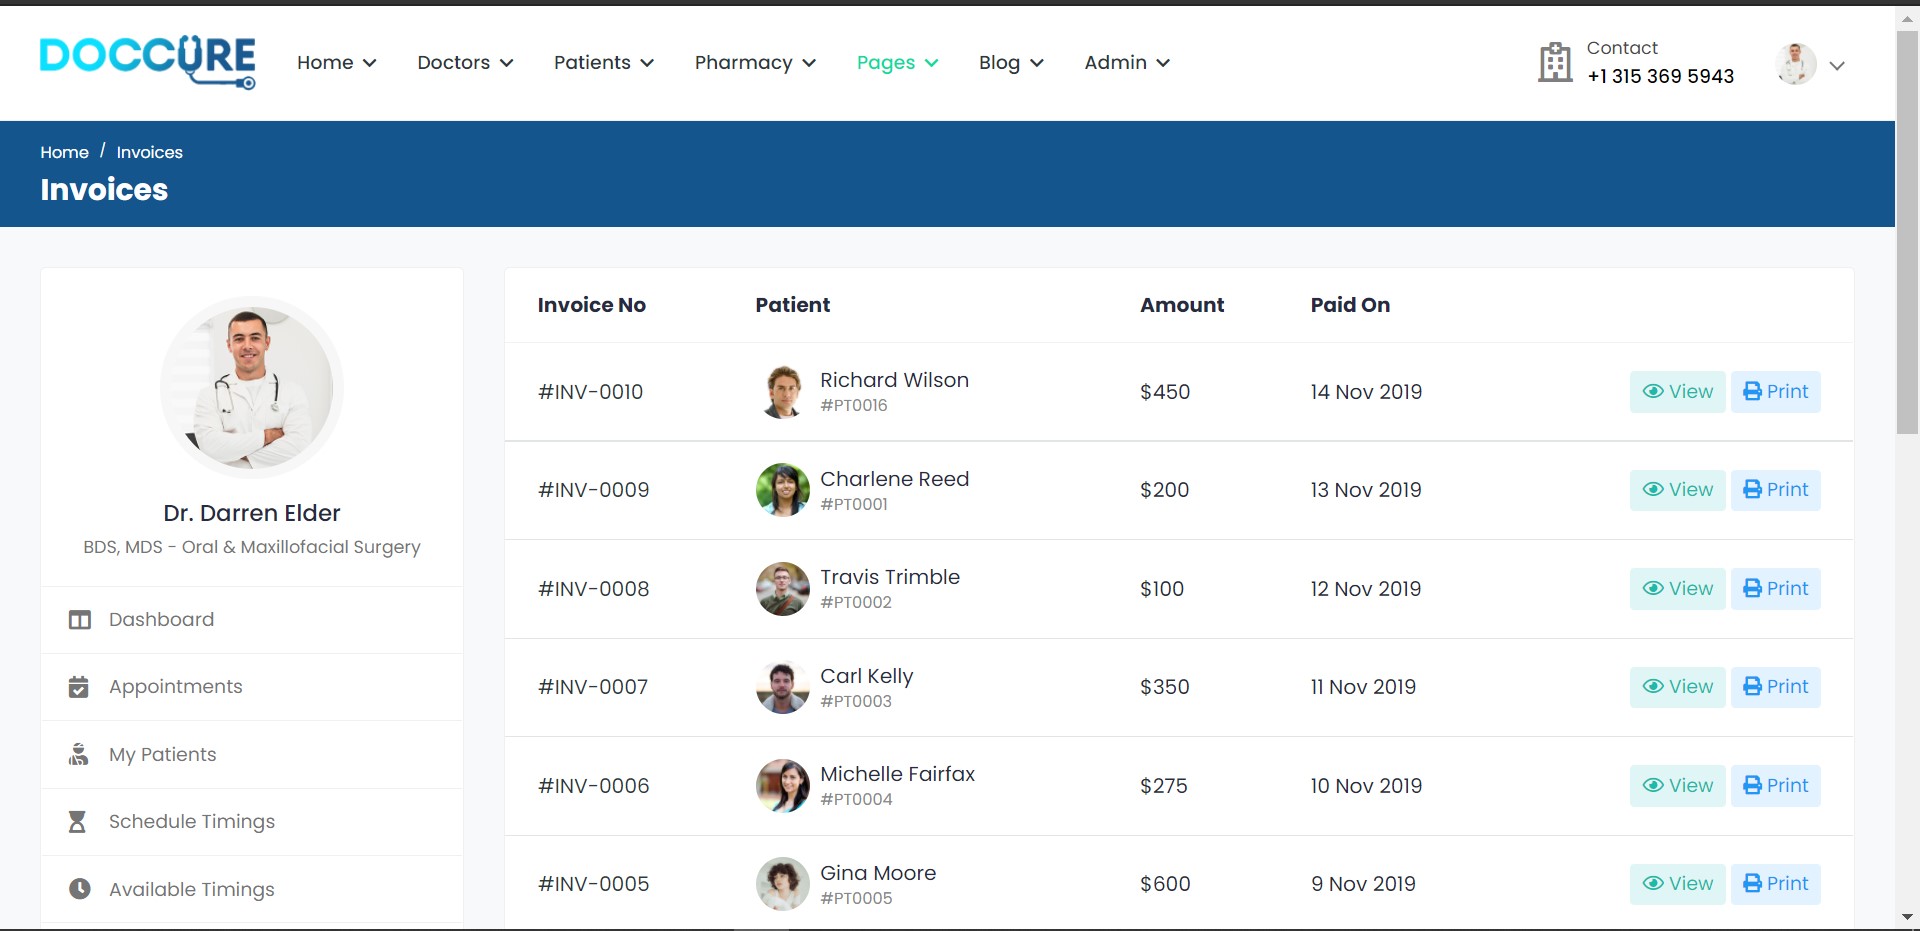 DOCCURE
Home Doctors Patients Pharmacy Pages Blog Admin
Contact
+1 315 369 5943
Home / Invoices
Invoices
Dr. Darren Elder
BDS, MDS - Oral & Maxillofacial Surgery
Dashboard
Appointments
My Patients
Schedule Timings
Available Timings
Invoice No Patient Amount Paid On
#INV-0010 Richard Wilson $450 14 Nov 2019 View Print
#PT0016
#INV-0009 Charlene Reed $200 13 Nov 2019 View Print
#PT0001
#INV-0008 Travis Trimble $100 12 Nov 2019 View Print
#PT0002
#INV-0007 Carl Kelly $350 11 Nov 2019 View Print
#PT0003
#INV-0006 Michelle Fairfax $275 10 Nov 2019 View Print
#PT0004
#INV-0005 Gina Moore $600 9 Nov 2019 View Print
#PT0005